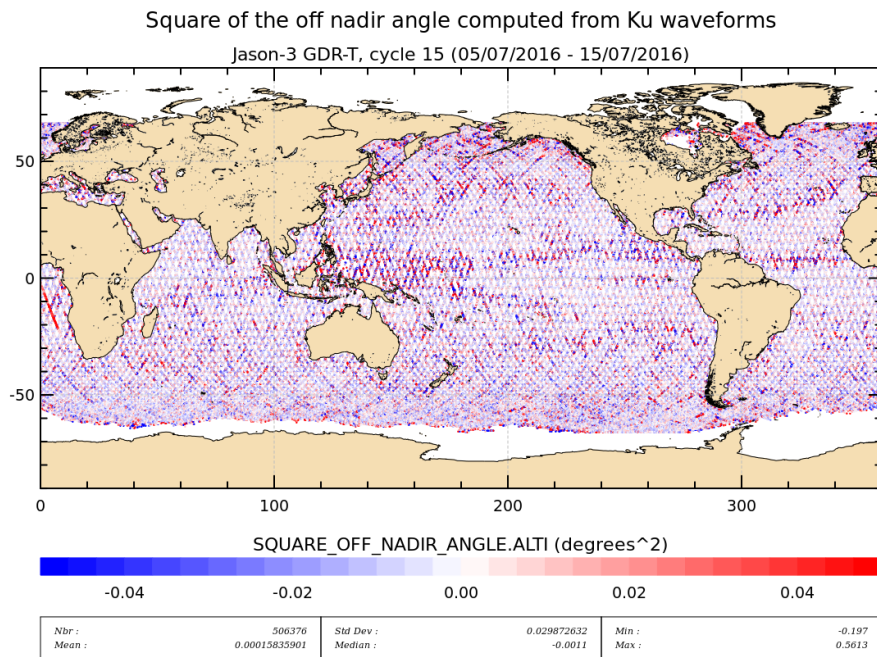 Square of the off nadir angle computed from Ku waveforms
Jason-3 GDR-T, cycle 15 (05/07/2016 - 15/07/2016)
50
0
-50
0 100 200 300
SQUARE_OFF_NADIR_ANGLE.ALTI (degrees^2)
-0.04 -0.02 0.00 0.02 0.04
Nbr : 506376 Std Dev : 0.029872632 Min : -0.197
Mean : 0.00015835901 Median : -0.0011 Max : 0.5613